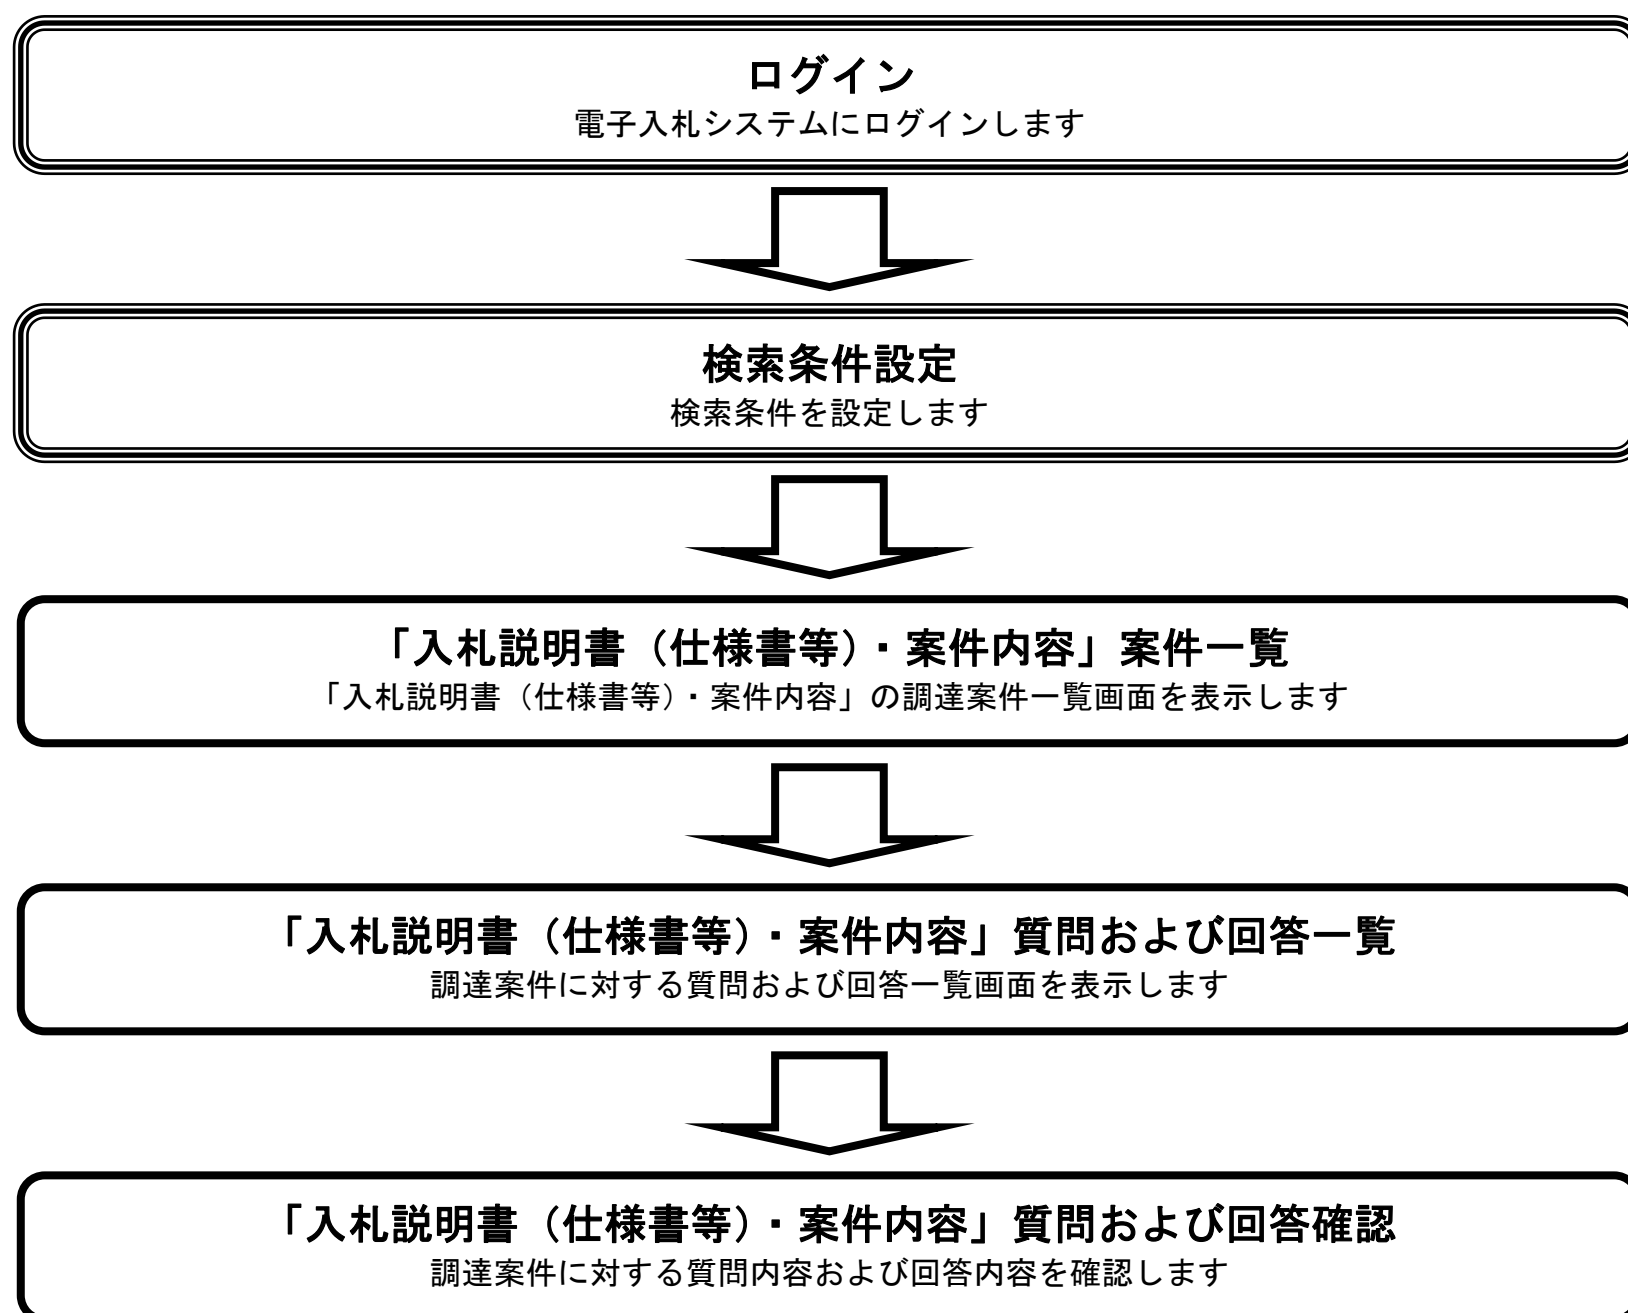 ログイン
電子入札システムにログインします
検索条件設定
検索条件を設定します
「入札説明書（仕様書等）・案件内容」案件一覧
「入札説明書（仕様書等）・案件内容」の調達案件一覧画面を表示します
「入札説明書（仕様書等）・案件内容」質問および回答一覧
調達案件に対する質問および回答一覧画面を表示します
「入札説明書（仕様書等）・案件内容」質問および回答確認
調達案件に対する質問内容および回答内容を確認します